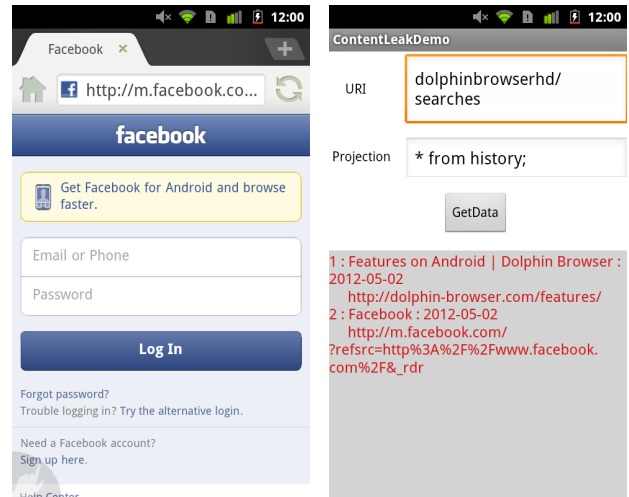 12:00
Facebook ×
+
http://m.facebook.co...
facebook
Get Facebook for Android and browse
faster.
Email or Phone
Password
Log In
Forgot password?
Trouble logging in? Try the alternative login.
Need a Facebook account?
Sign up here.
Help Center
12:00
ContentLeakDemo
URI
dolphinbrowserhd/
searches
Projection
* from history;
GetData
1 : Features on Android | Dolphin Browser :
2012-05-02
http://dolphin-browser.com/features/
2 : Facebook : 2012-05-02
http://m.facebook.com/
?refsrc=http%3A%2F%2Fwww.facebook.
com%2F&_rdr